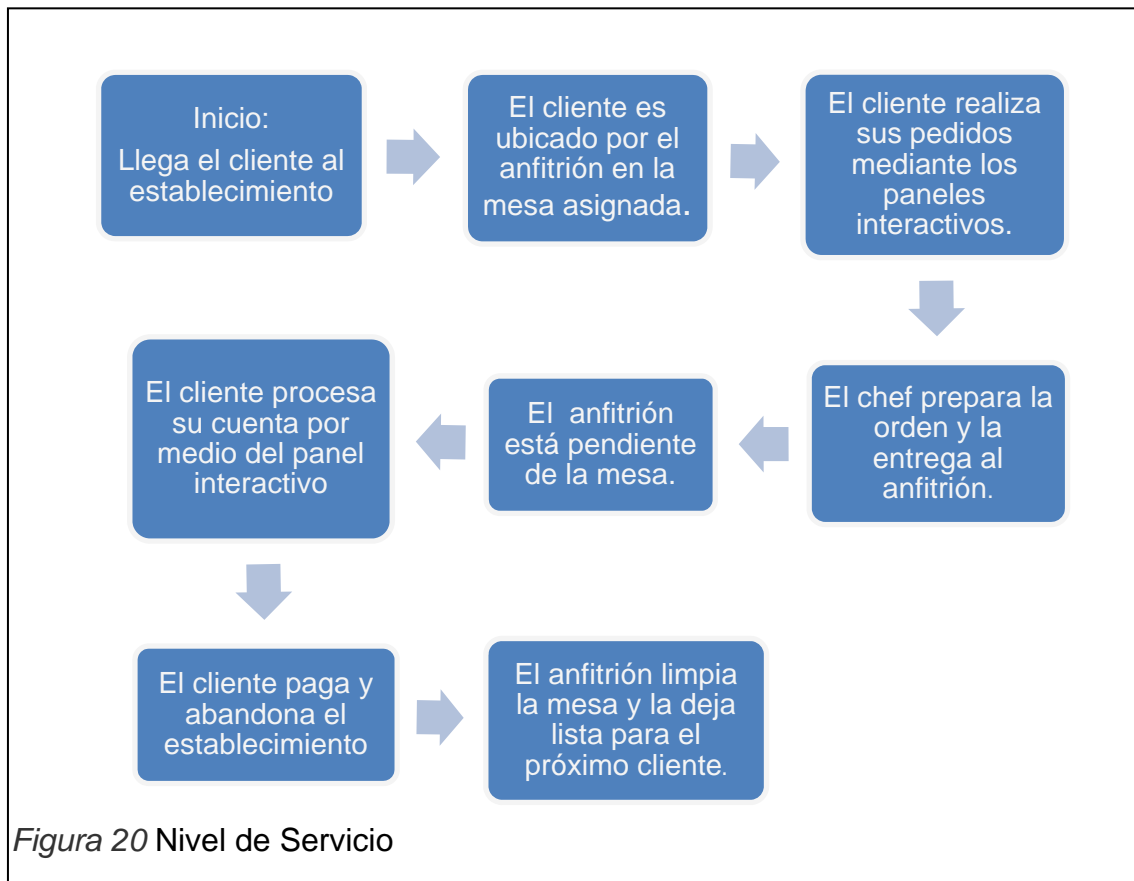 Inicio:
Llega el cliente al
establecimiento
El cliente es
ubicado por el
anfitrión en la
mesa asignada.
El cliente realiza
sus pedidos
mediante los
paneles
interactivos.
El chef prepara la
orden y la
entrega al
anfitrión.
El  anfitrión
está pendiente
de la mesa.
El cliente procesa
su cuenta por
medio del panel
interactivo
El cliente paga y
abandona el
establecimiento
El anfitrión limpia
la mesa y la deja
lista para el
próximo cliente.
Figura 20 Nivel de Servicio